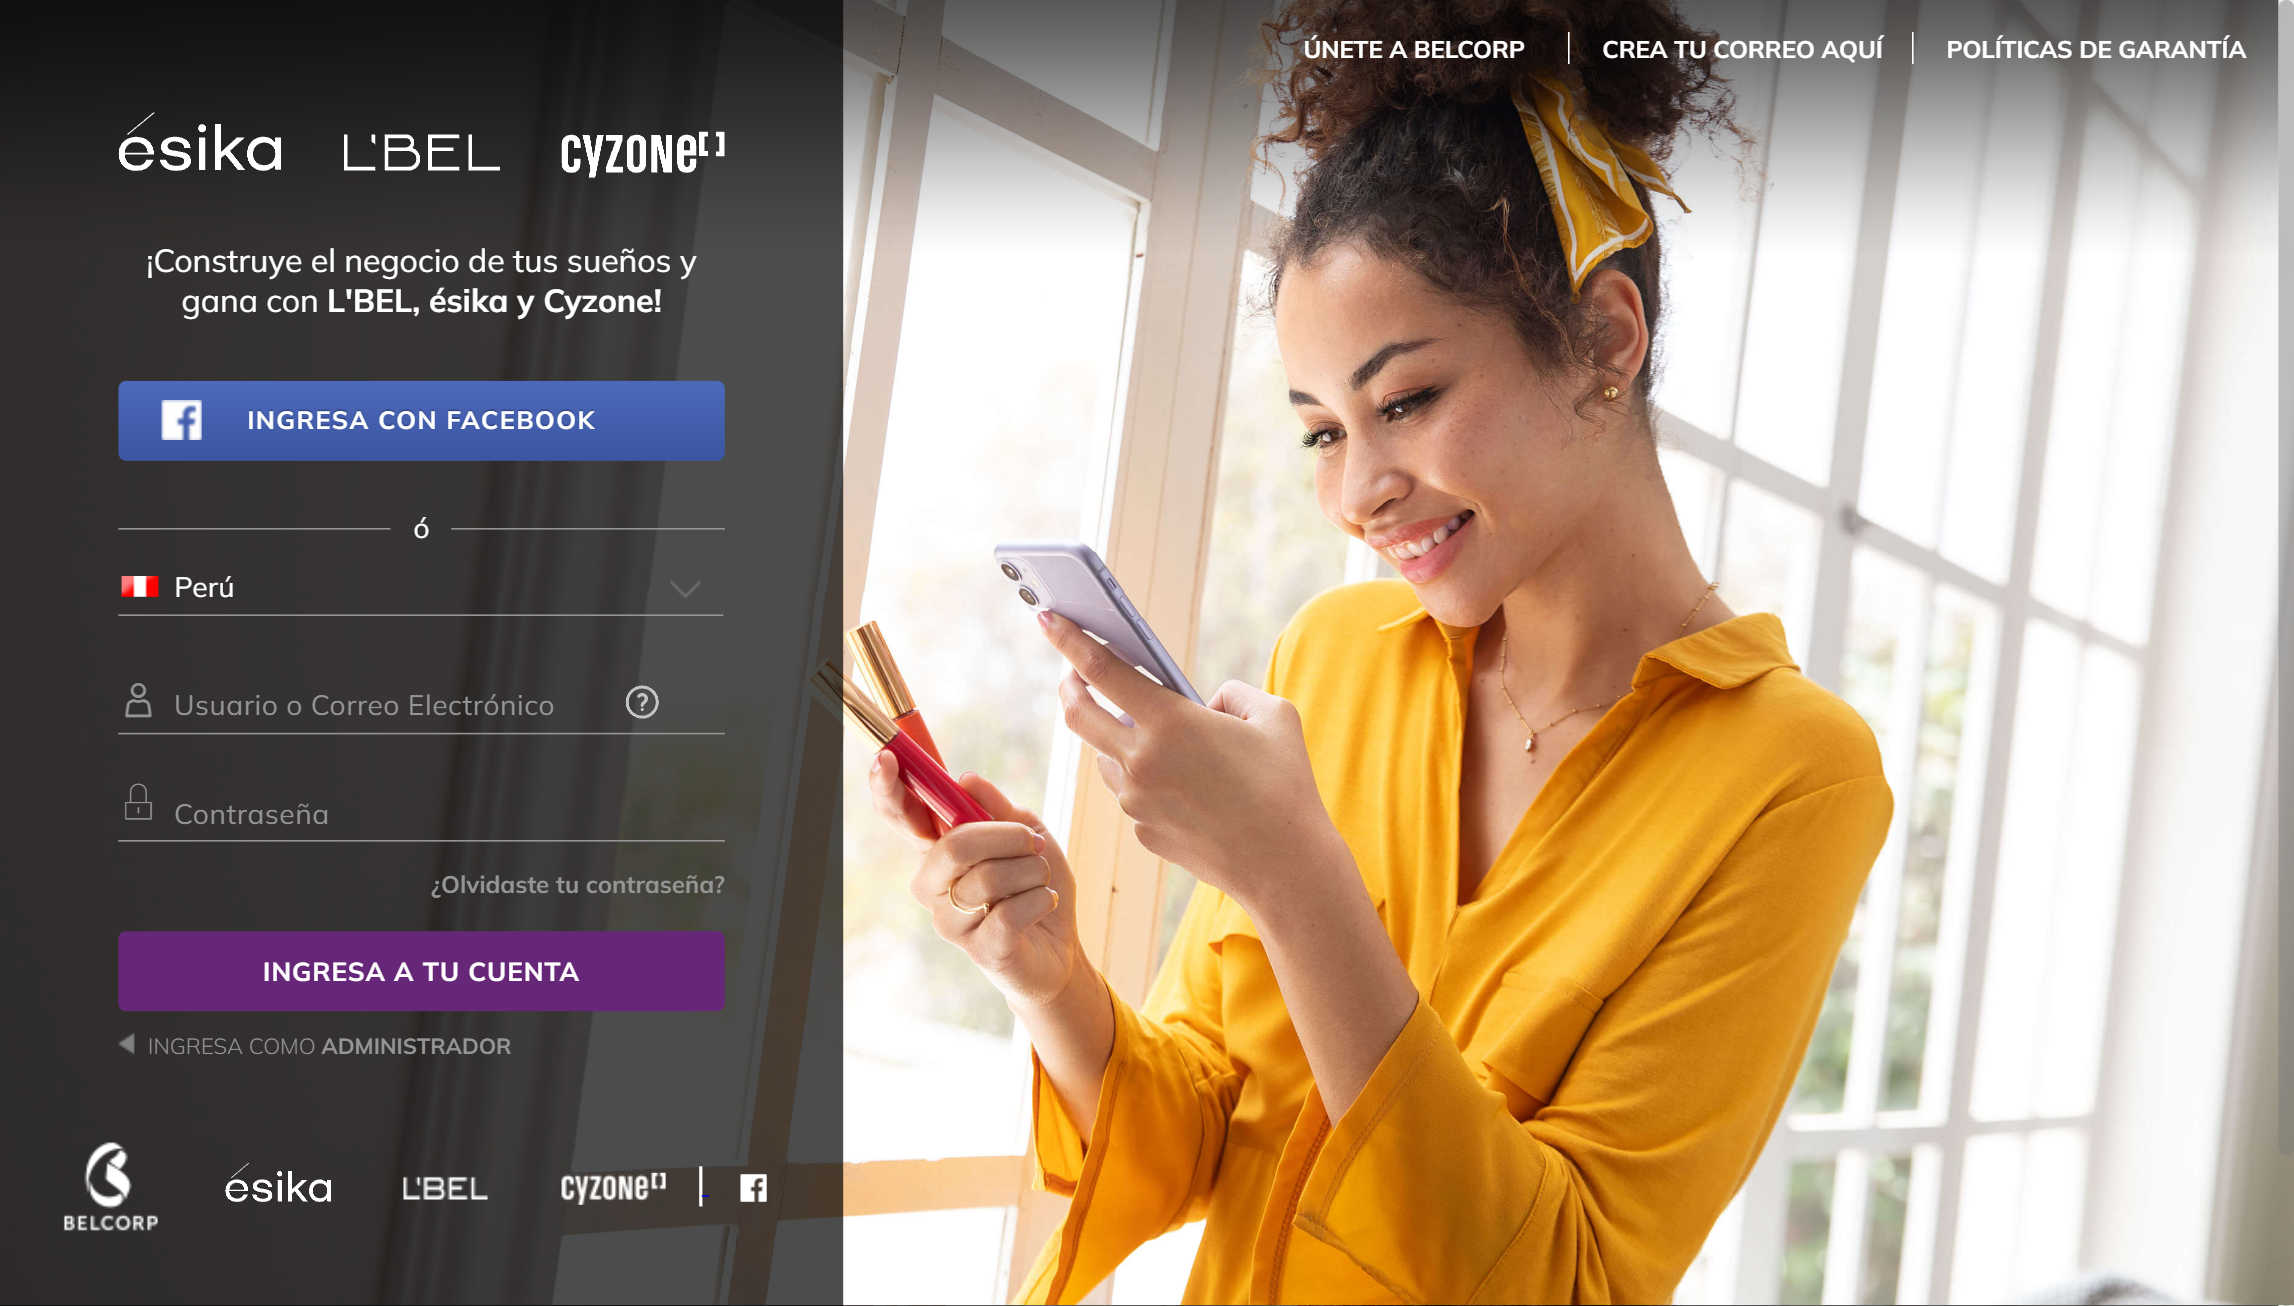 ÚNETE A BELCORP
CREA TU CORREO AQUÍ
POLÍTICAS DE GARANTÍA
ésika
L'BEL
cyzone
¡Construye el negocio de tus sueños y
gana con L'BEL, ésika y Cyzone!
INGRESA CON FACEBOOK
ó
Perú
Usuario o Correo Electrónico
?
Contraseña
¿Olvidaste tu contraseña?
INGRESA A TU CUENTA
INGRESA COMO ADMINISTRADOR
BELCORP
ésika
L'BEL
cyzone